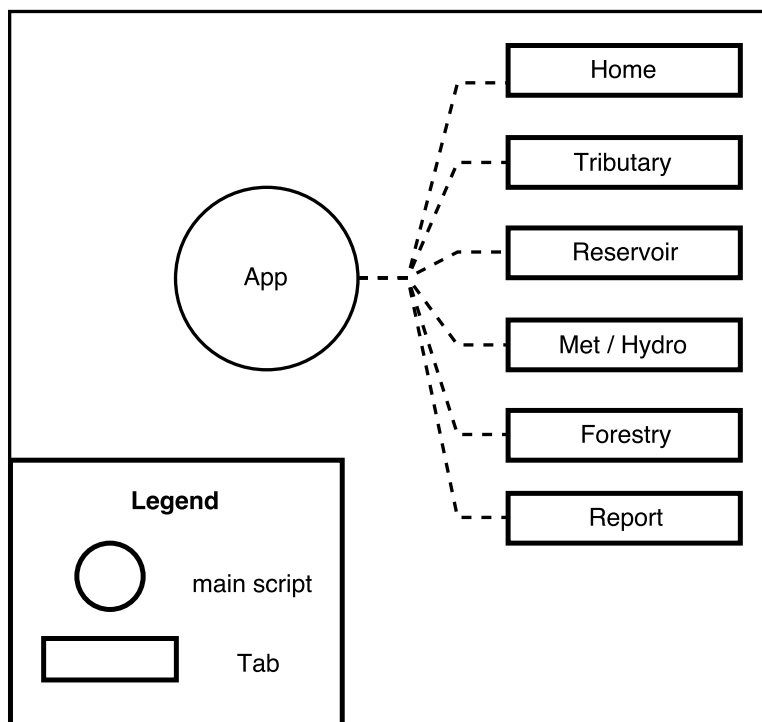 Home
Tributary
Reservoir
App
Met / Hydro
Forestry
Report
Legend
main script
Tab